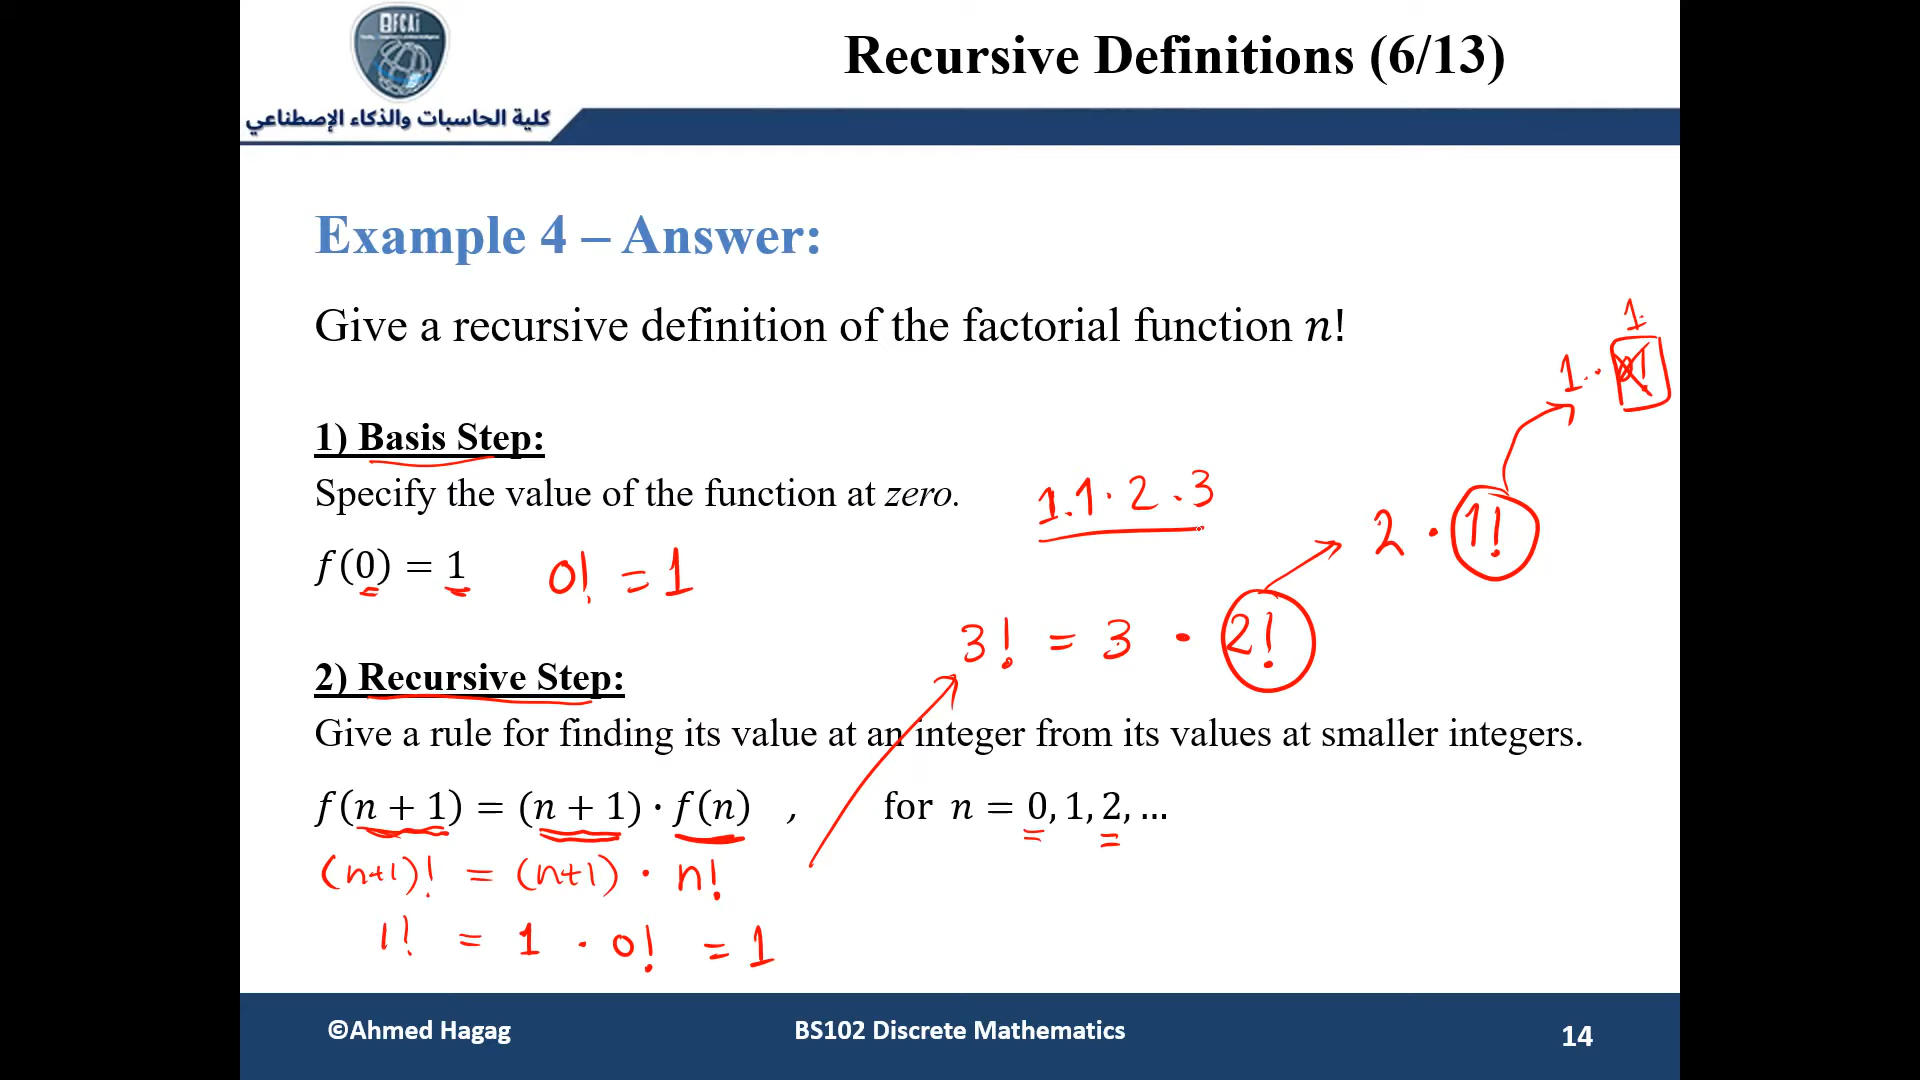 FCAi
Recursive Definitions (6/13)
كلية الحاسبات والذكاء الإصطناعي
Example 4 – Answer:
Give a recursive definition of the factorial function n!
1) Basis Step:
Specify the value of the function at zero.
f(0) = 1
0! = 1
1.1.2.3
2) Recursive Step:
3! = 3 · 2!
2 · 1!
1 · 0!
1
Give a rule for finding its value at an integer from its values at smaller integers.
f(n + 1) = (n + 1) · f(n) , for n = 0, 1, 2, …
(n+1)! = (n+1) · n!
1! = 1 · 0! = 1
©Ahmed Hagag
BS102 Discrete Mathematics
14